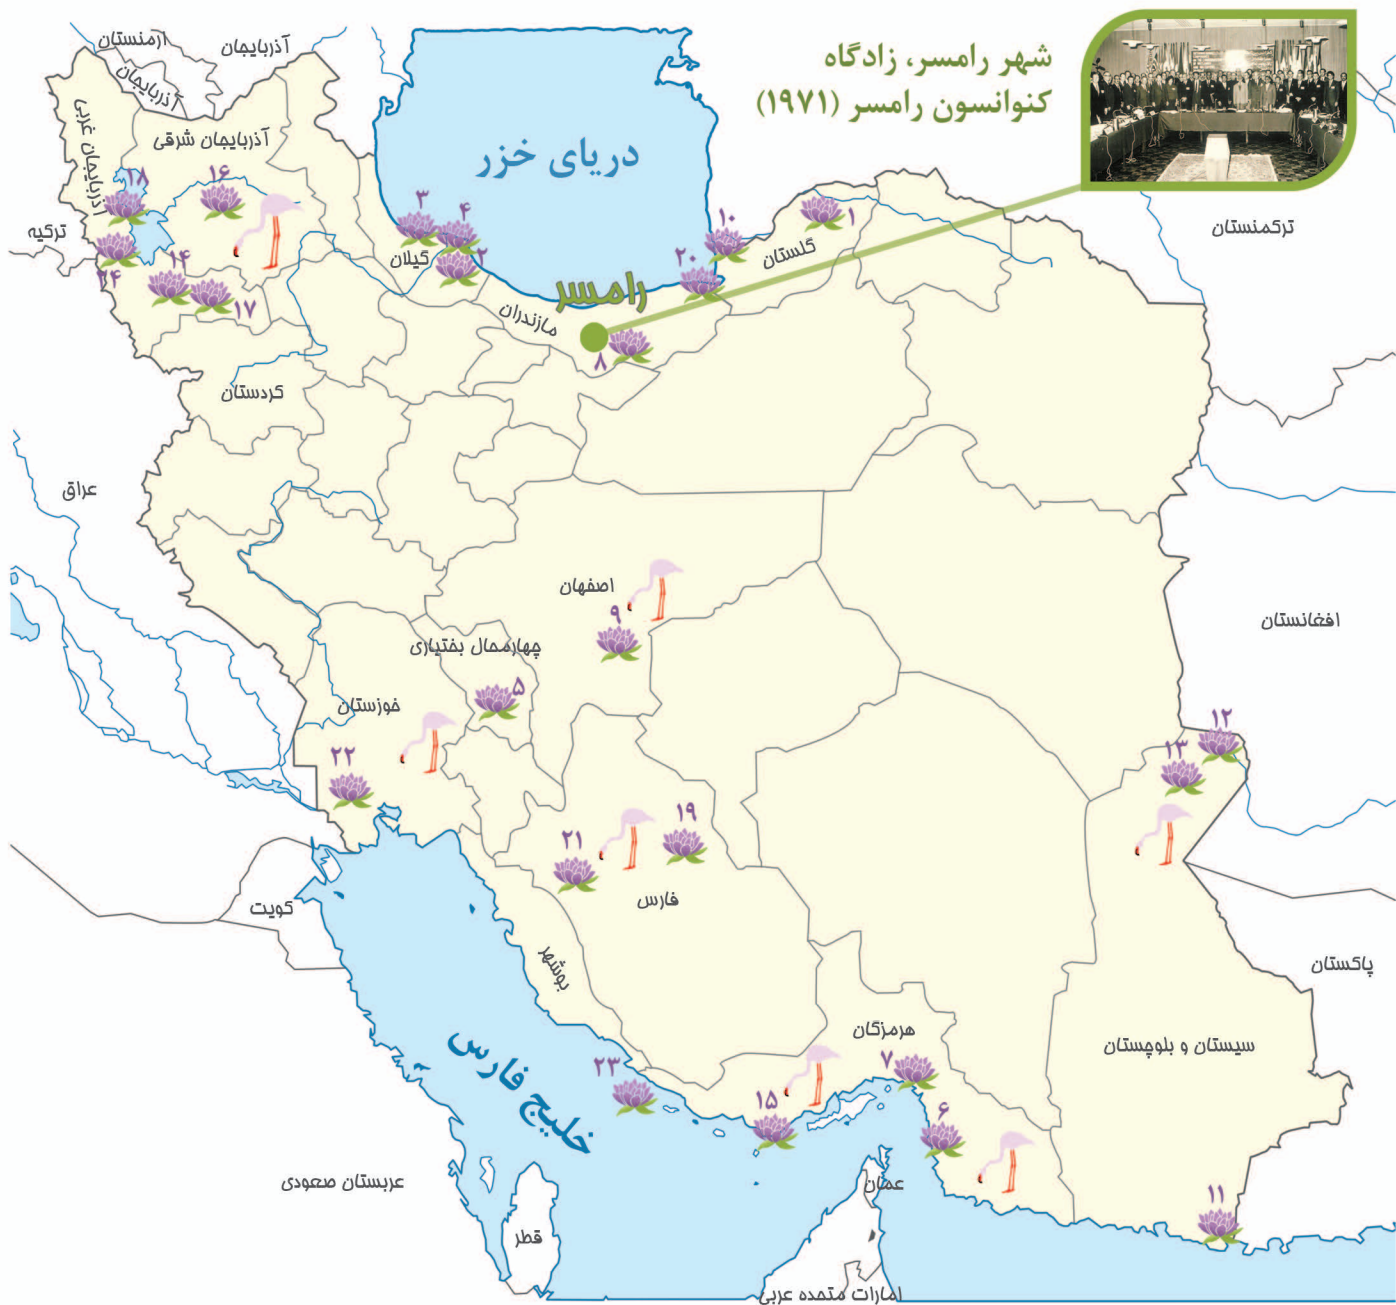 شهر رامسر، زادگاه
کنوانسون رامسر (۱۹۷۱)
ارمنستان
آذربایجان
آذربایجان
آذربایجان غربی
آذربایجان شرقی
دریای خزر
ترکمنستان
ترکیه
۱۸
۱۶
۳
۴
۲
گیلان
۱۰
۲۰
گلستان
۱
۲۴
۱۴
۱۷
رامسر
مازندران
۸
کردستان
عراق
اصفهان
۹
افغانستان
چهارمحال بختیاری
۵
خوزستان
۲۲
۱۲
۱۳
۱۹
۲۱
فارس
کویت
بوشهر
پاکستان
هرمزگان
سیستان و بلوچستان
خلیج فارس
۲۳
۷
۱۵
۶
عربستان صعودی
عمان
۱۱
قطر
امارات متحده عربی